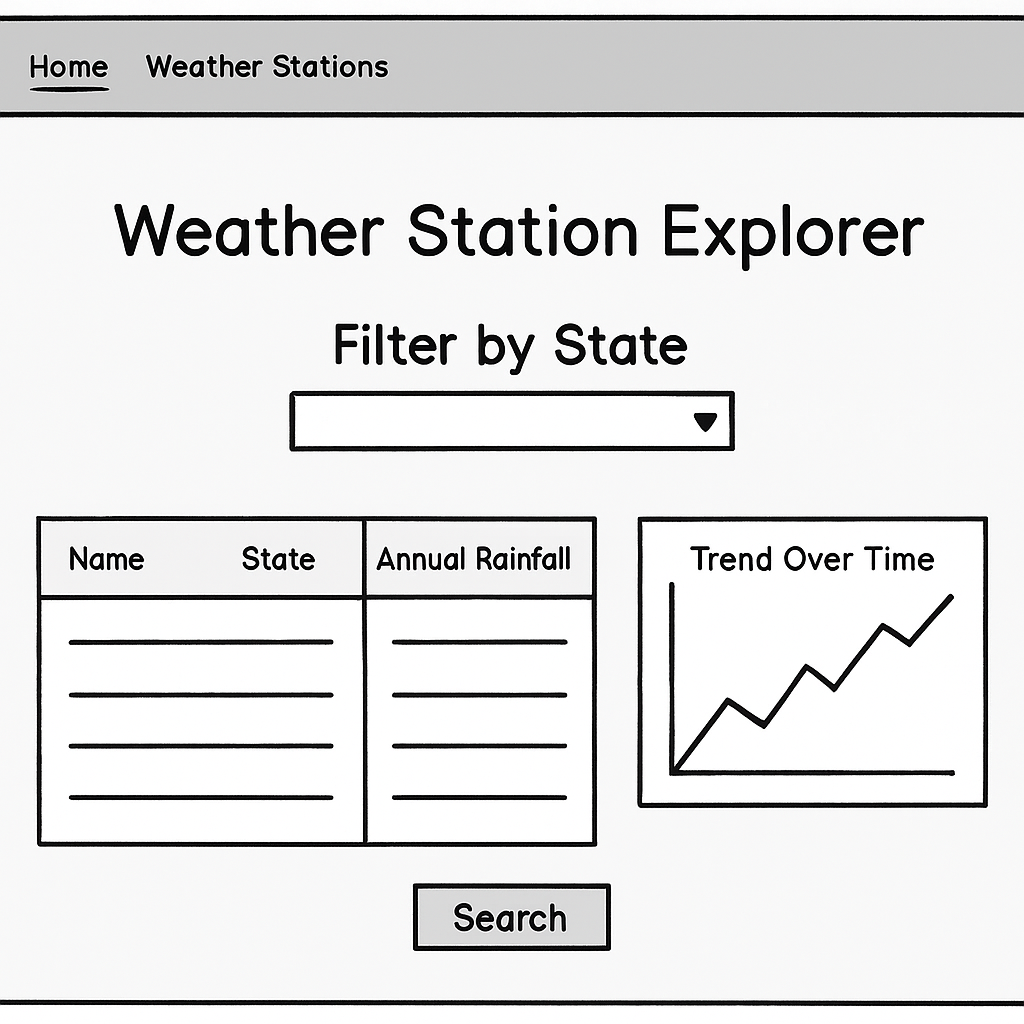 Home Weather Stations
Weather Station Explorer
Filter by State
Name State Annual Rainfall
Trend Over Time
Search